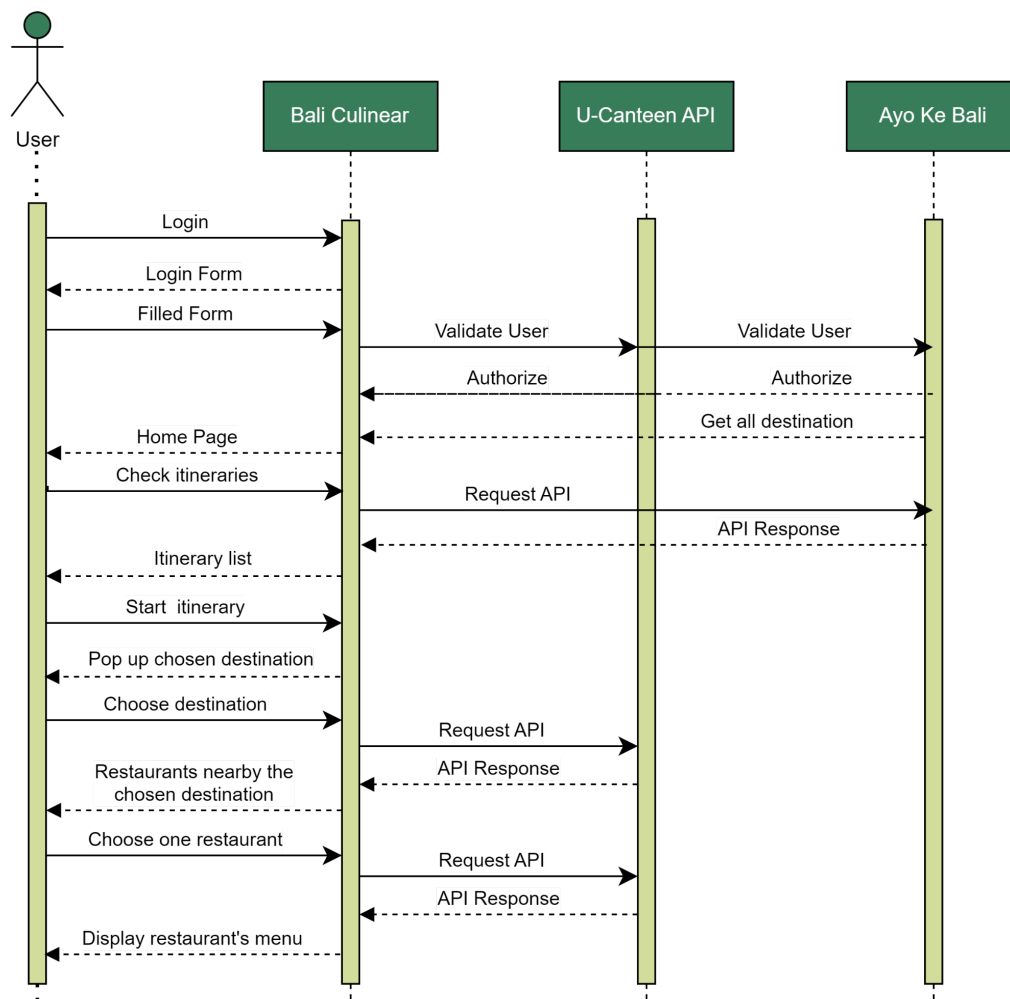 User
Bali Culinear
U-Canteen API
Ayo Ke Bali
Login
Login Form
Filled Form
Validate User
Validate User
Authorize
Authorize
Get all destination
Home Page
Check itineraries
Request API
API Response
Itinerary list
Start itinerary
Pop up chosen destination
Choose destination
Request API
API Response
Restaurants nearby the
chosen destination
Choose one restaurant
Request API
API Response
Display restaurant's menu